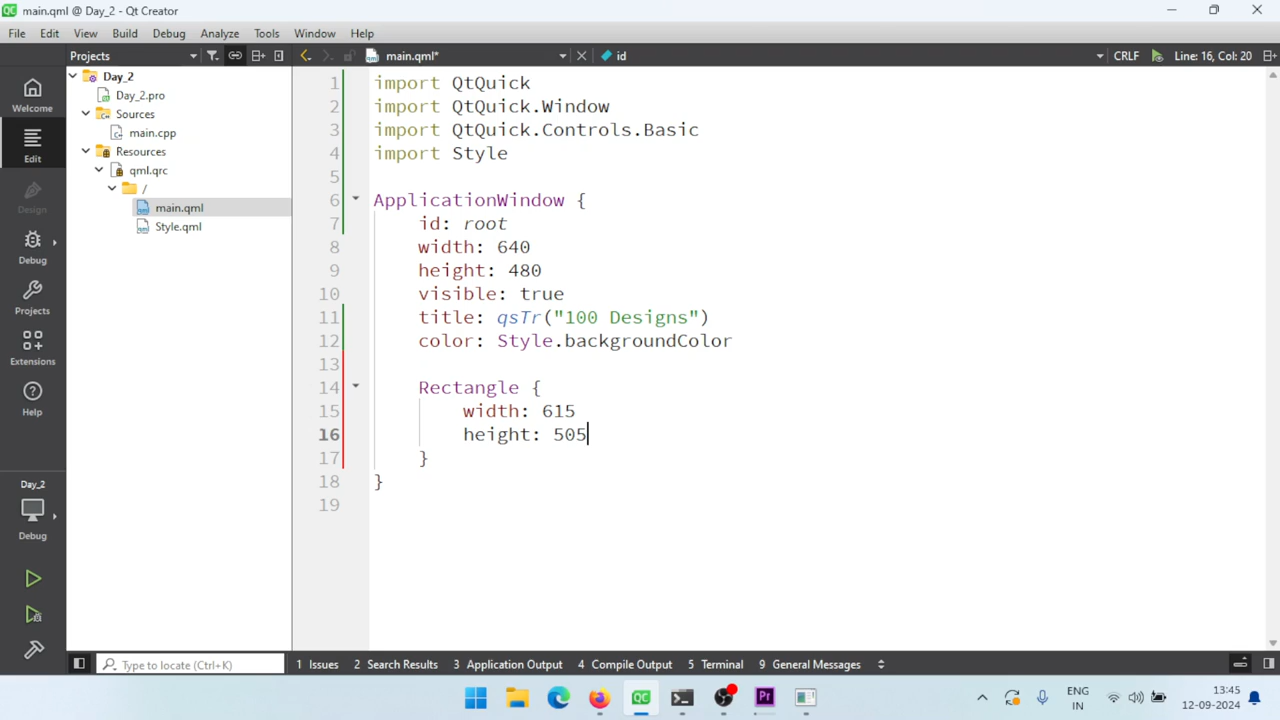 main.qml @ Day_2 - Qt Creator
File Edit View Build Debug Analyze Tools Window Help
Projects main.qml* id CRLF Line: 16, Col: 20
Welcome
Edit
Design
Debug
Projects
Extensions
Help
Day_2
Debug
Day_2
Day_2.pro
Sources
main.cpp
Resources
qml.qrc
/
main.qml
Style.qml
1 import QtQuick
2 import QtQuick.Window
3 import QtQuick.Controls.Basic
4 import Style
5
6 ApplicationWindow {
7 id: root
8 width: 640
9 height: 480
10 visible: true
11 title: qsTr("100 Designs")
12 color: Style.backgroundColor
13
14 Rectangle {
15 width: 615
16 height: 505
17 }
18 }
19
Type to locate (Ctrl+K) 1 Issues 2 Search Results 3 Application Output 4 Compile Output 5 Terminal 9 General Messages
QC Pr ENG 13:45
IN 12-09-2024